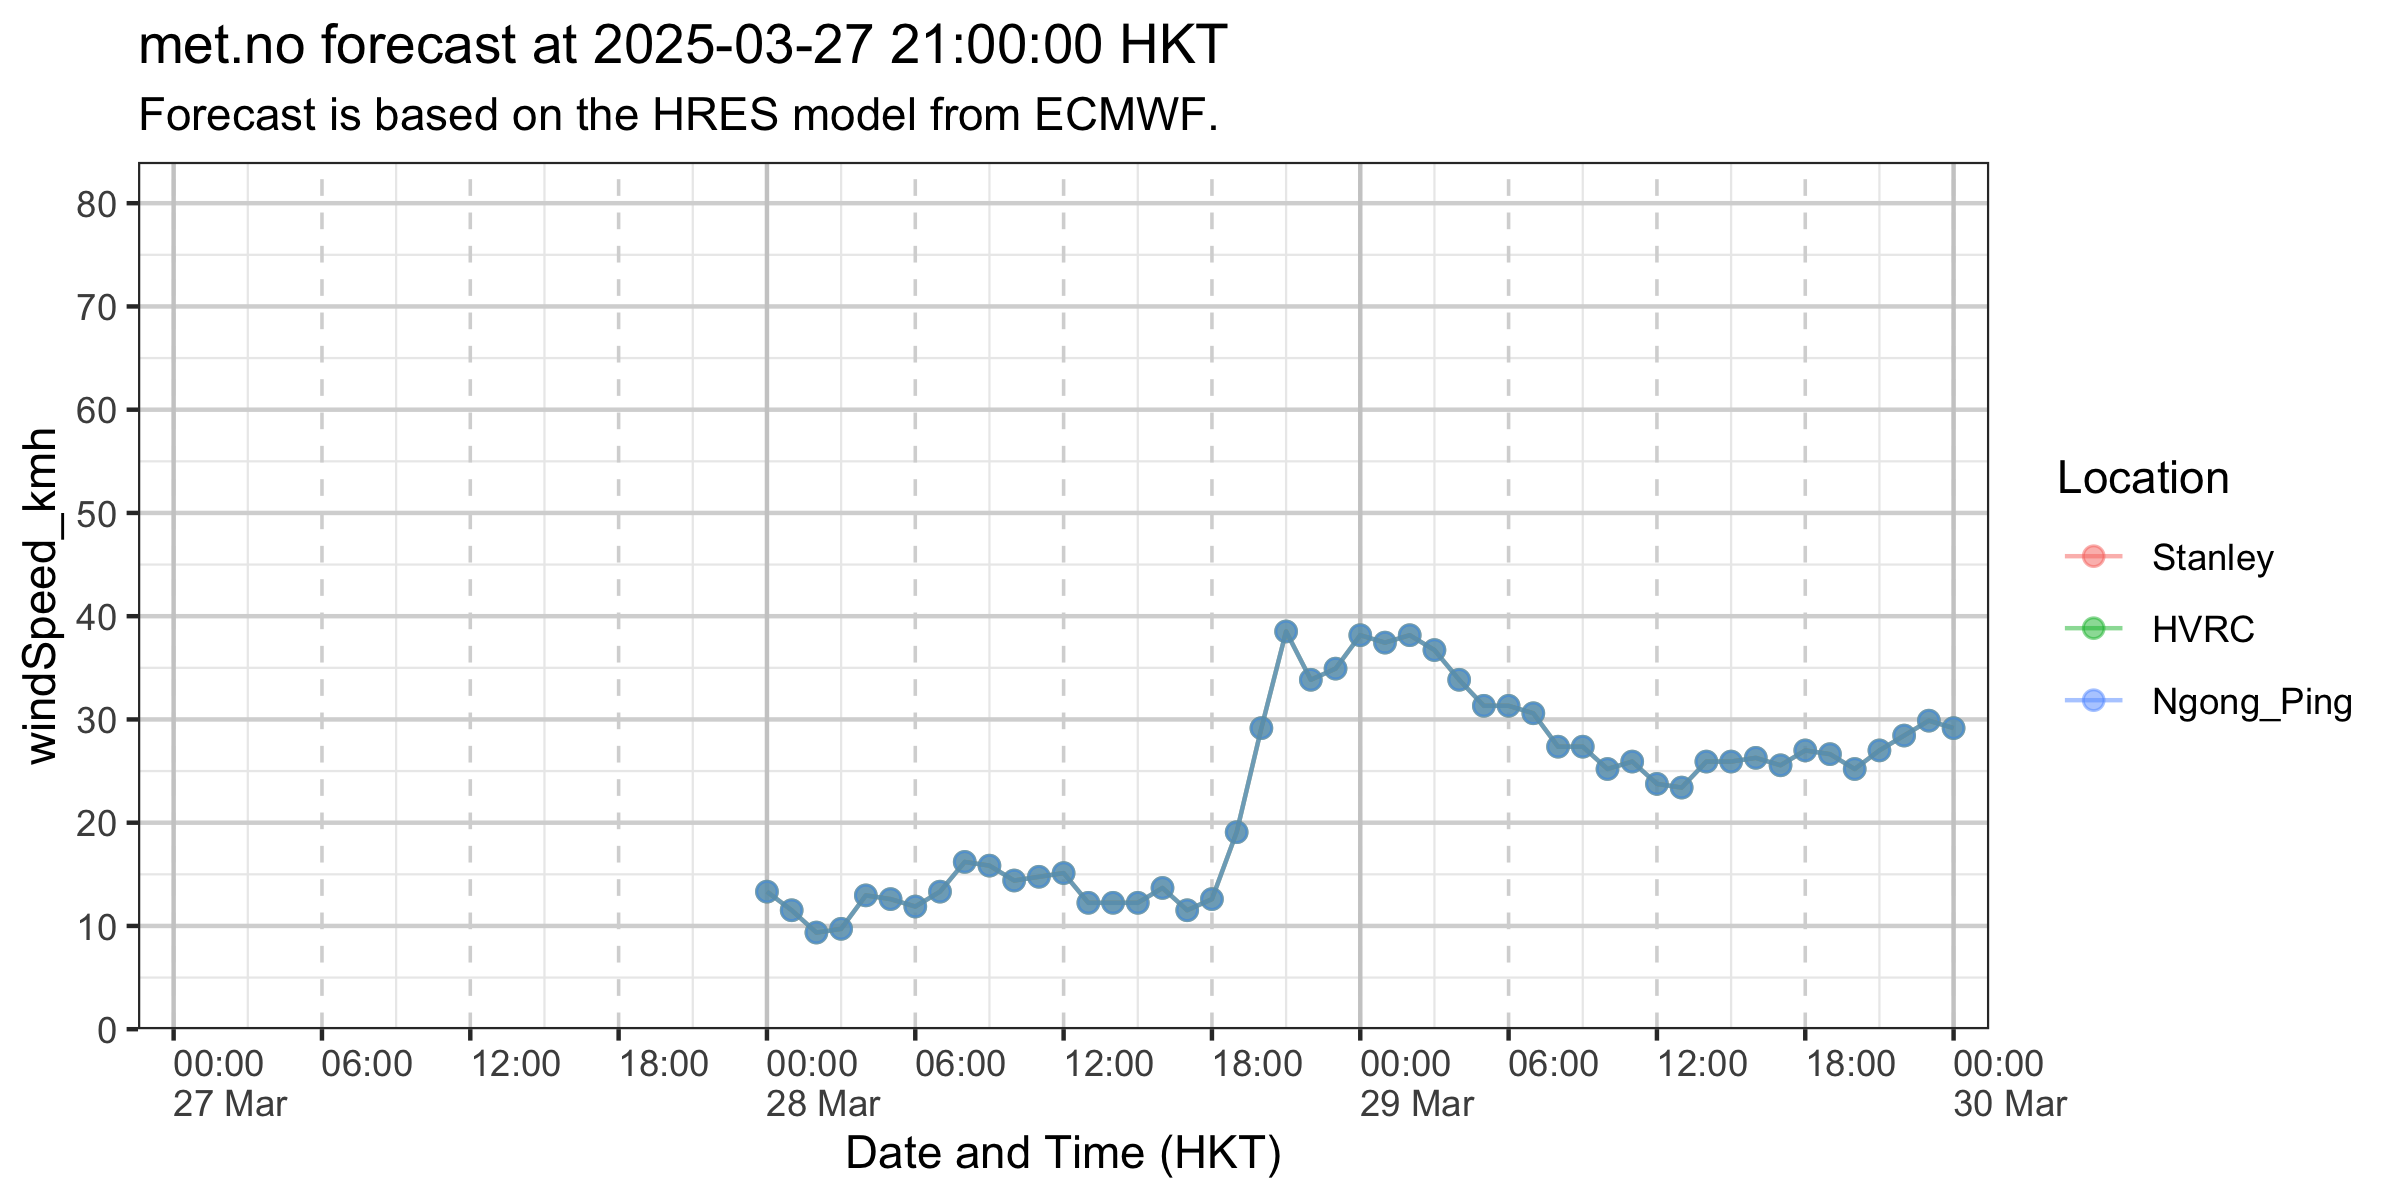 met.no forecast at 2025-03-27 21:00:00 HKT
Forecast is based on the HRES model from ECMWF.
windSpeed_kmh
80
70
60
50
40
30
20
10
0
00:00 06:00 12:00 18:00 00:00 06:00 12:00 18:00 00:00 06:00 12:00 18:00 00:00
27 Mar 28 Mar 29 Mar 30 Mar
Date and Time (HKT)
Location
Stanley
HVRC
Ngong_Ping